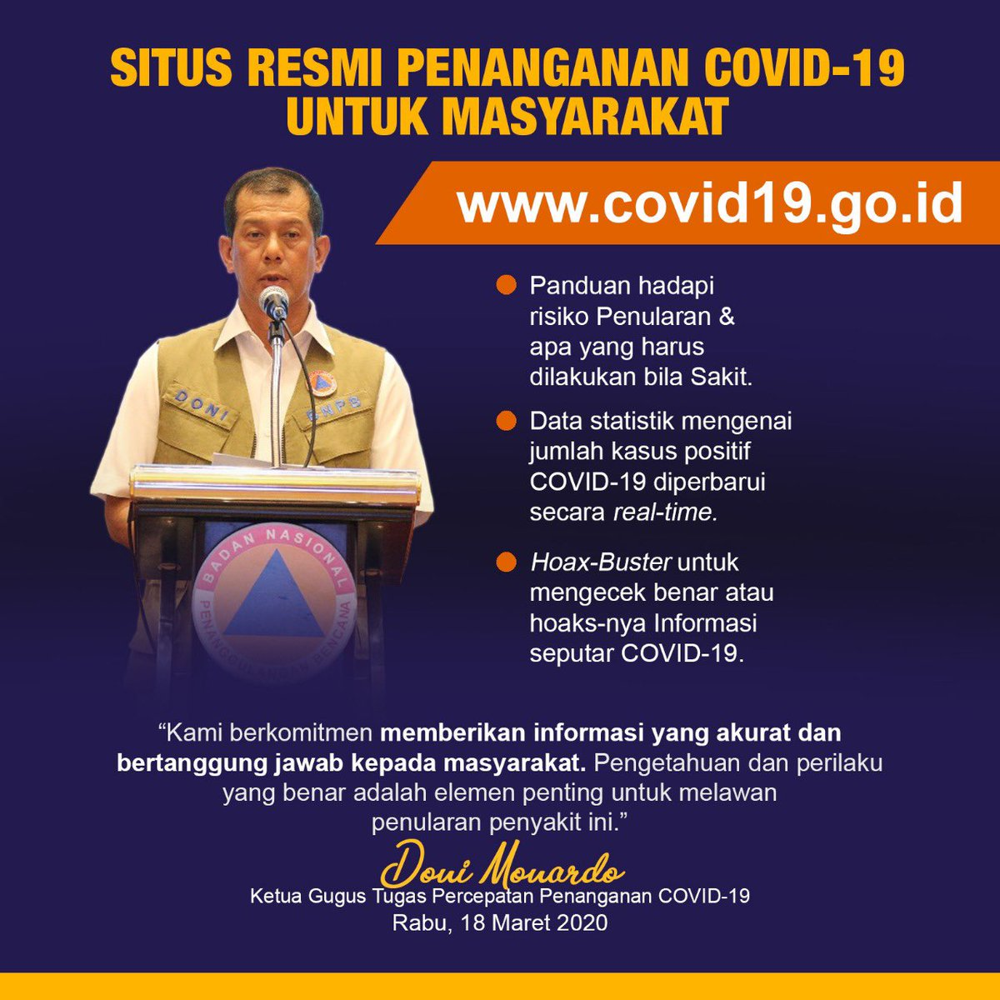 SITUS RESMI PENANGANAN COVID-19
UNTUK MASYARAKAT
www.covid19.go.id
Panduan hadapi
risiko Penularan &
apa yang harus
dilakukan bila Sakit.
Data statistik mengenai
jumlah kasus positif
COVID-19 diperbarui
secara real-time.
Hoax-Buster untuk
mengecek benar atau
hoaks-nya Informasi
seputar COVID-19.
DONI
BNPB
BADAN NASIONAL
PENANGGULANGAN BENCANA
“Kami berkomitmen memberikan informasi yang akurat dan
bertanggung jawab kepada masyarakat. Pengetahuan dan perilaku
yang benar adalah elemen penting untuk melawan
penularan penyakit ini.”
Doni Monardo
Ketua Gugus Tugas Percepatan Penanganan COVID-19
Rabu, 18 Maret 2020